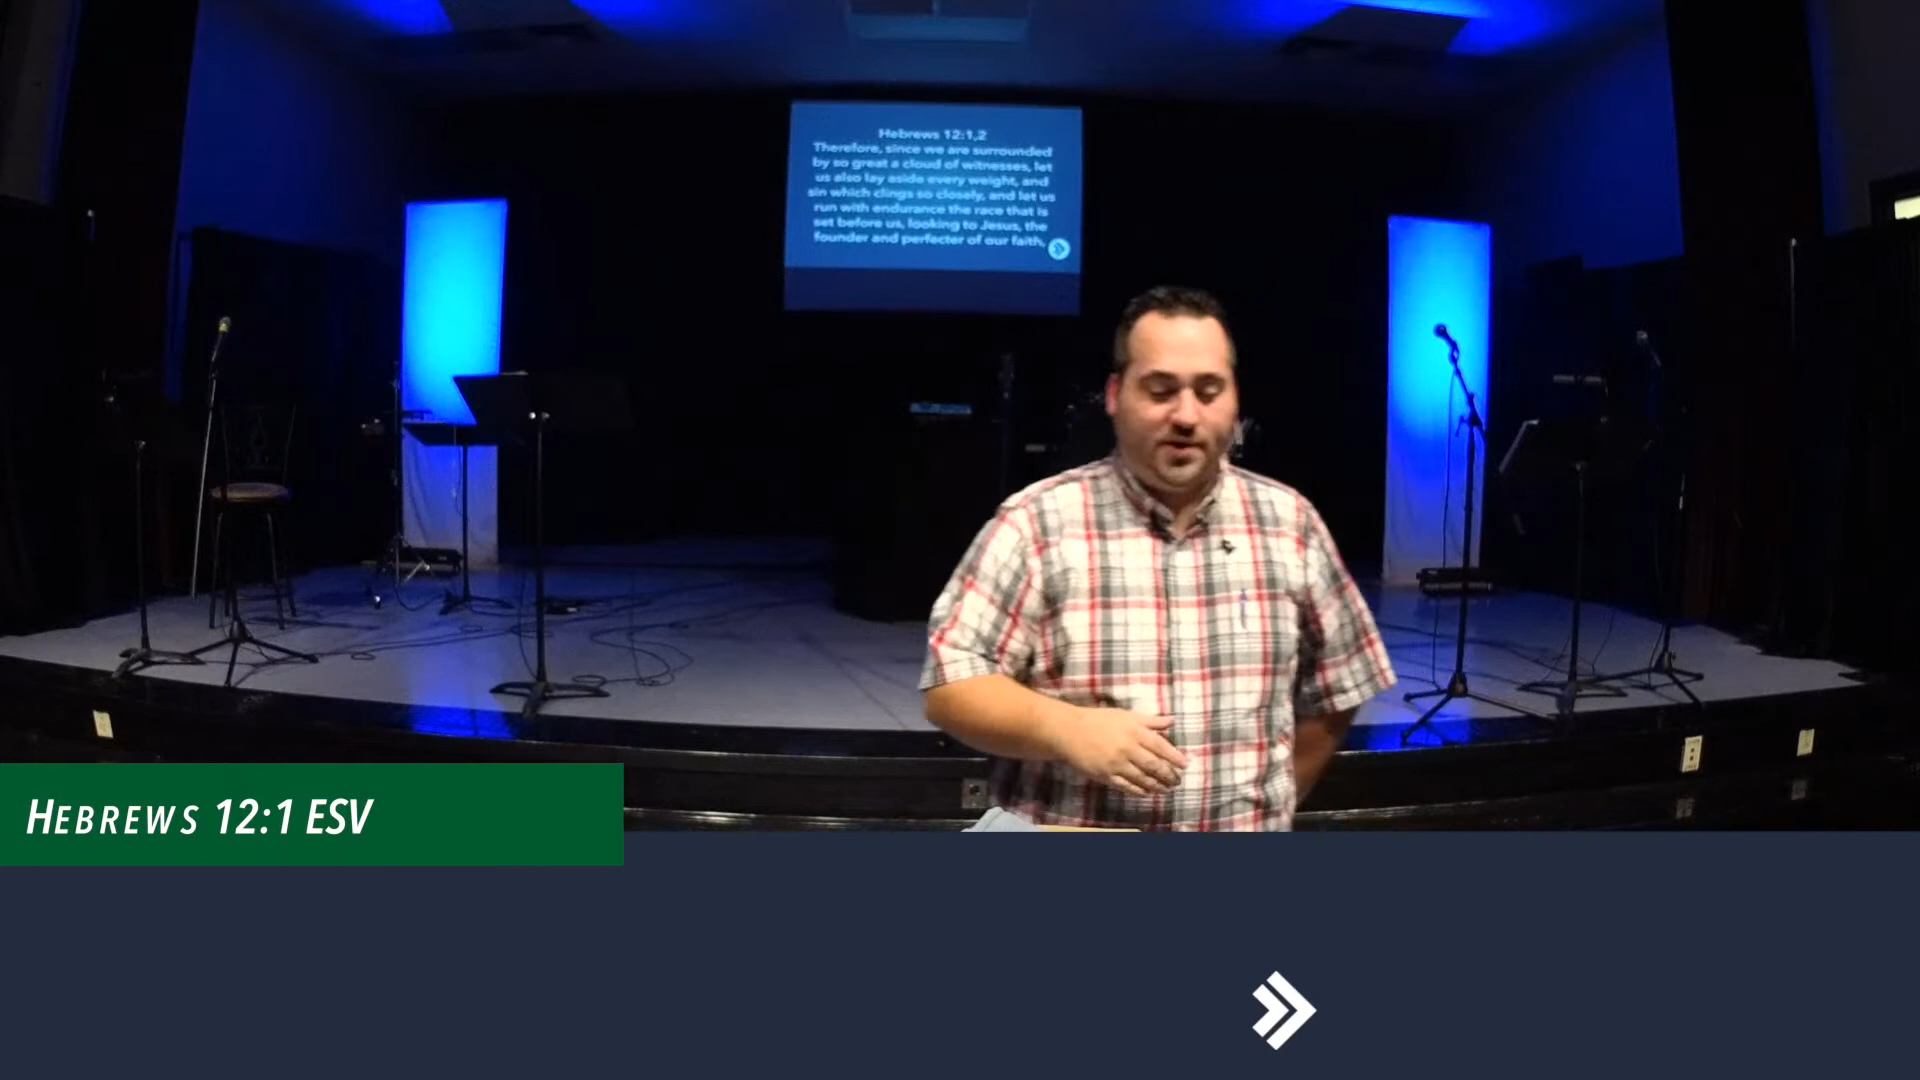 Hebrews 12:1,2
Therefore, since we are surrounded
by so great a cloud of witnesses, let
us also lay aside every weight, and
sin which clings so closely, and let us
run with endurance the race that is
set before us, looking to Jesus, the
founder and perfecter of our faith,
HEBREWS 12:1 ESV